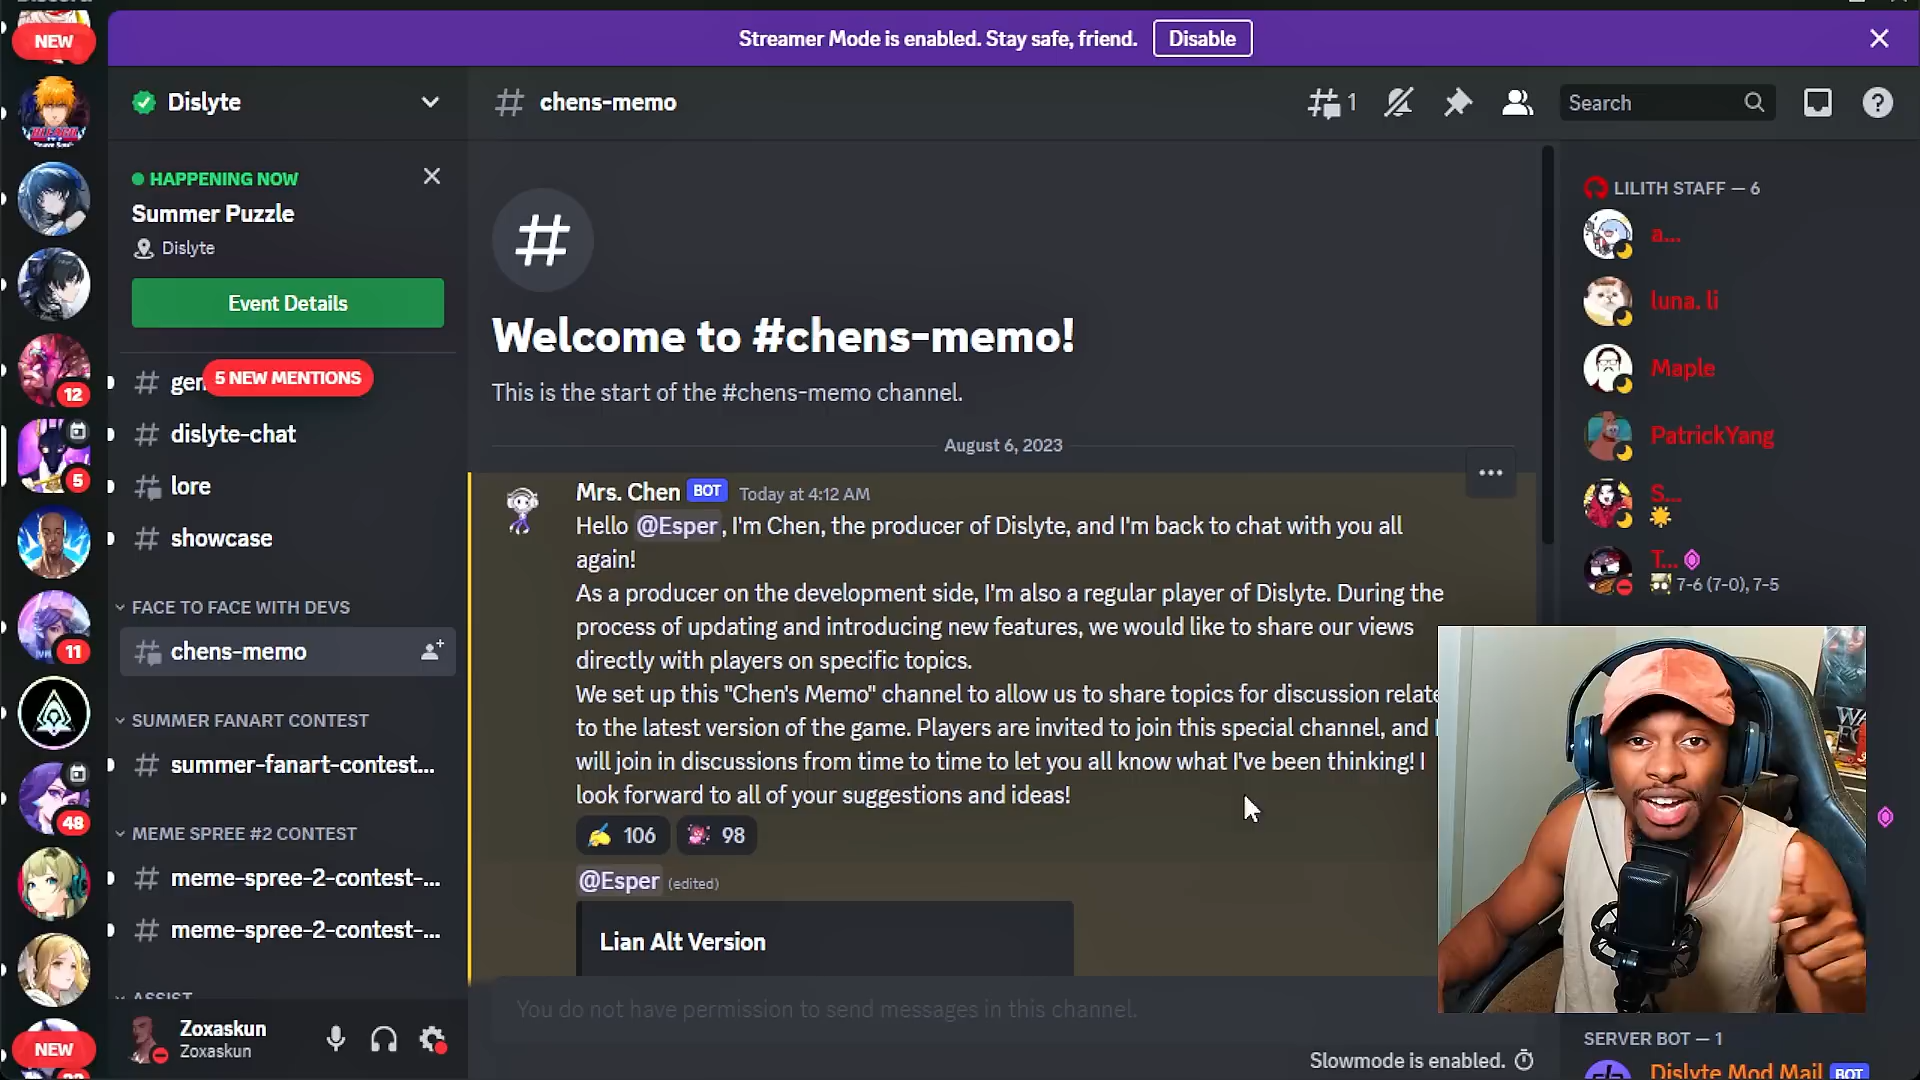 NEW
Streamer Mode is enabled. Stay safe, friend.
Disable
Dislyte
chens-memo
1
Search
HAPPENING NOW
Summer Puzzle
Dislyte
Event Details
5 NEW MENTIONS
gen
dislyte-chat
lore
showcase
FACE TO FACE WITH DEVS
chens-memo
SUMMER FANART CONTEST
summer-fanart-contest...
MEME SPREE #2 CONTEST
meme-spree-2-contest-...
meme-spree-2-contest-...
ASSIST
Zoxaskun
Zoxaskun
12
5
11
48
NEW
Welcome to #chens-memo!
This is the start of the #chens-memo channel.
August 6, 2023
Mrs. Chen BOT Today at 4:12 AM
Hello @Esper, I'm Chen, the producer of Dislyte, and I'm back to chat with you all
again!
As a producer on the development side, I'm also a regular player of Dislyte. During the
process of updating and introducing new features, we would like to share our views
directly with players on specific topics.
We set up this "Chen's Memo" channel to allow us to share topics for discussion relate
to the latest version of the game. Players are invited to join this special channel, and I
will join in discussions from time to time to let you all know what I've been thinking! I
look forward to all of your suggestions and ideas!
106 98
@Esper (edited)
Lian Alt Version
You do not have permission to send messages in this channel.
Slowmode is enabled.
LILITH STAFF — 6
a...
luna. li
Maple
PatrickYang
S...
T...
7-6 (7-0), 7-5
SERVER BOT — 1
Dislyte Mod Mail BOT